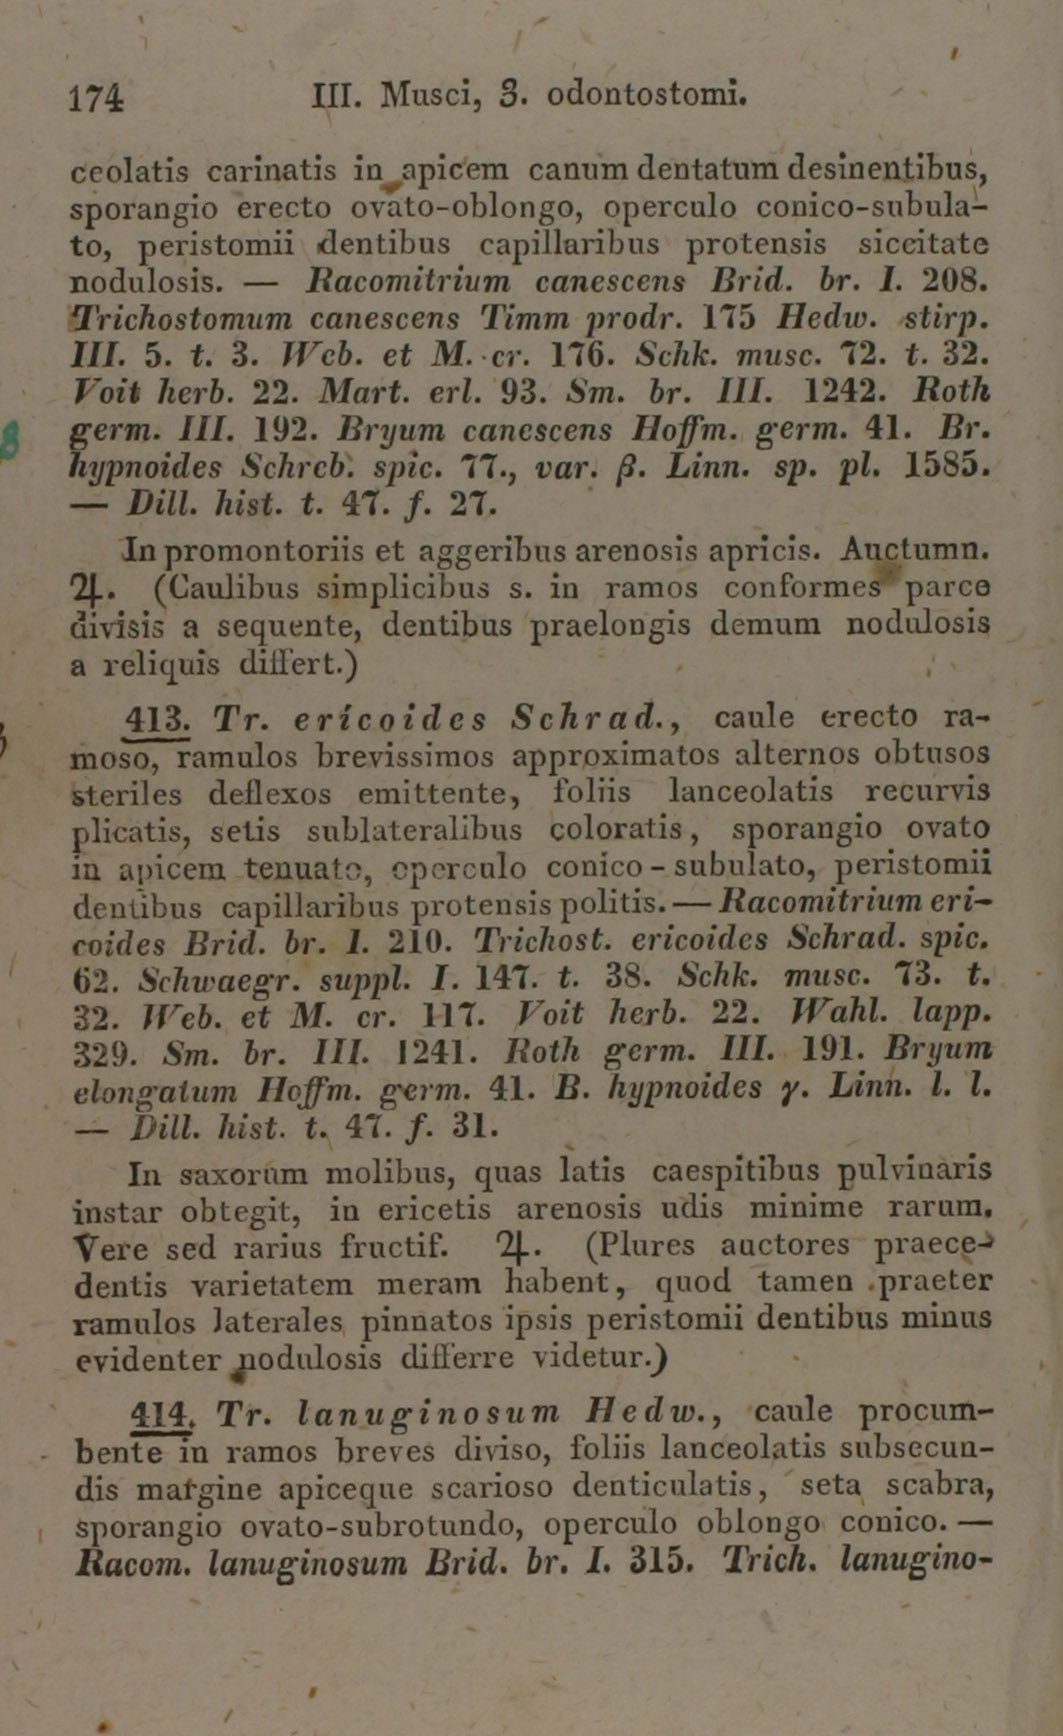 174 III. Musci, 3. odontostomi.
ceolatis carinatis in apicem canum dentatum desinentibus,
sporangio erecto ovato-oblongo, operculo conico-subula-
to, peristomii dentibus capillaribus protensis siccitate
nodulosis. — Racomitrium canescens Brid. br. I. 208.
Trichostomum canescens Timm prodr. 175 Hedw. stirp.
III. 5. t. 3. Web. et M. cr. 176. Schk. musc. 72. t. 32.
Voit herb. 22. Mart. erl. 93. Sm. br. III. 1242. Roth
germ. III. 192. Bryum canescens Hoffm. germ. 41. Br.
hypnoides Schreb. spic. 77., var. β. Linn. sp. pl. 1585.
— Dill. hist. t. 47. f. 27.
In promontoriis et aggeribus arenosis apricis. Auctumn.
♃. (Caulibus simplicibus s. in ramos conformes parce
divisis a sequente, dentibus praelongis demum nodulosis
a reliquis differt.)
413. Tr. ericoides Schrad., caule erecto ra-
moso, ramulos brevissimos approximatos alternos obtusos
steriles deflexos emittente, foliis lanceolatis recurvis
plicatis, setis sublateralibus coloratis, sporangio ovato
in apicem tenuato, operculo conico-subulato, peristomii
dentibus capillaribus protensis politis. — Racomitrium eri-
coides Brid. br. I. 210. Trichost. ericoides Schrad. spic.
62. Schwaegr. suppl. I. 147. t. 38. Schk. musc. 73. t.
32. Web. et M. cr. 117. Voit herb. 22. Wahl. lapp.
329. Sm. br. III. 1241. Roth germ. III. 191. Bryum
elongatum Hoffm. germ. 41. B. hypnoides γ. Linn. l. l.
— Dill. hist. t. 47. f. 31.
In saxorum molibus, quas latis caespitibus pulvinaris
instar obtegit, in ericetis arenosis udis minime rarum.
Vere sed rarius fructif. ♃. (Plures auctores praece-
dentis varietatem meram habent, quod tamen praeter
ramulos laterales pinnatos ipsis peristomii dentibus minus
evidenter nodulosis differre videtur.)
414. Tr. lanuginosum Hedw., caule procum-
bente in ramos breves diviso, foliis lanceolatis subsecun-
dis margine apiceque scarioso denticulatis, seta scabra,
sporangio ovato-subrotundo, operculo oblongo conico. —
Racom. lanuginosum Brid. br. I. 315. Trich. lanugino-